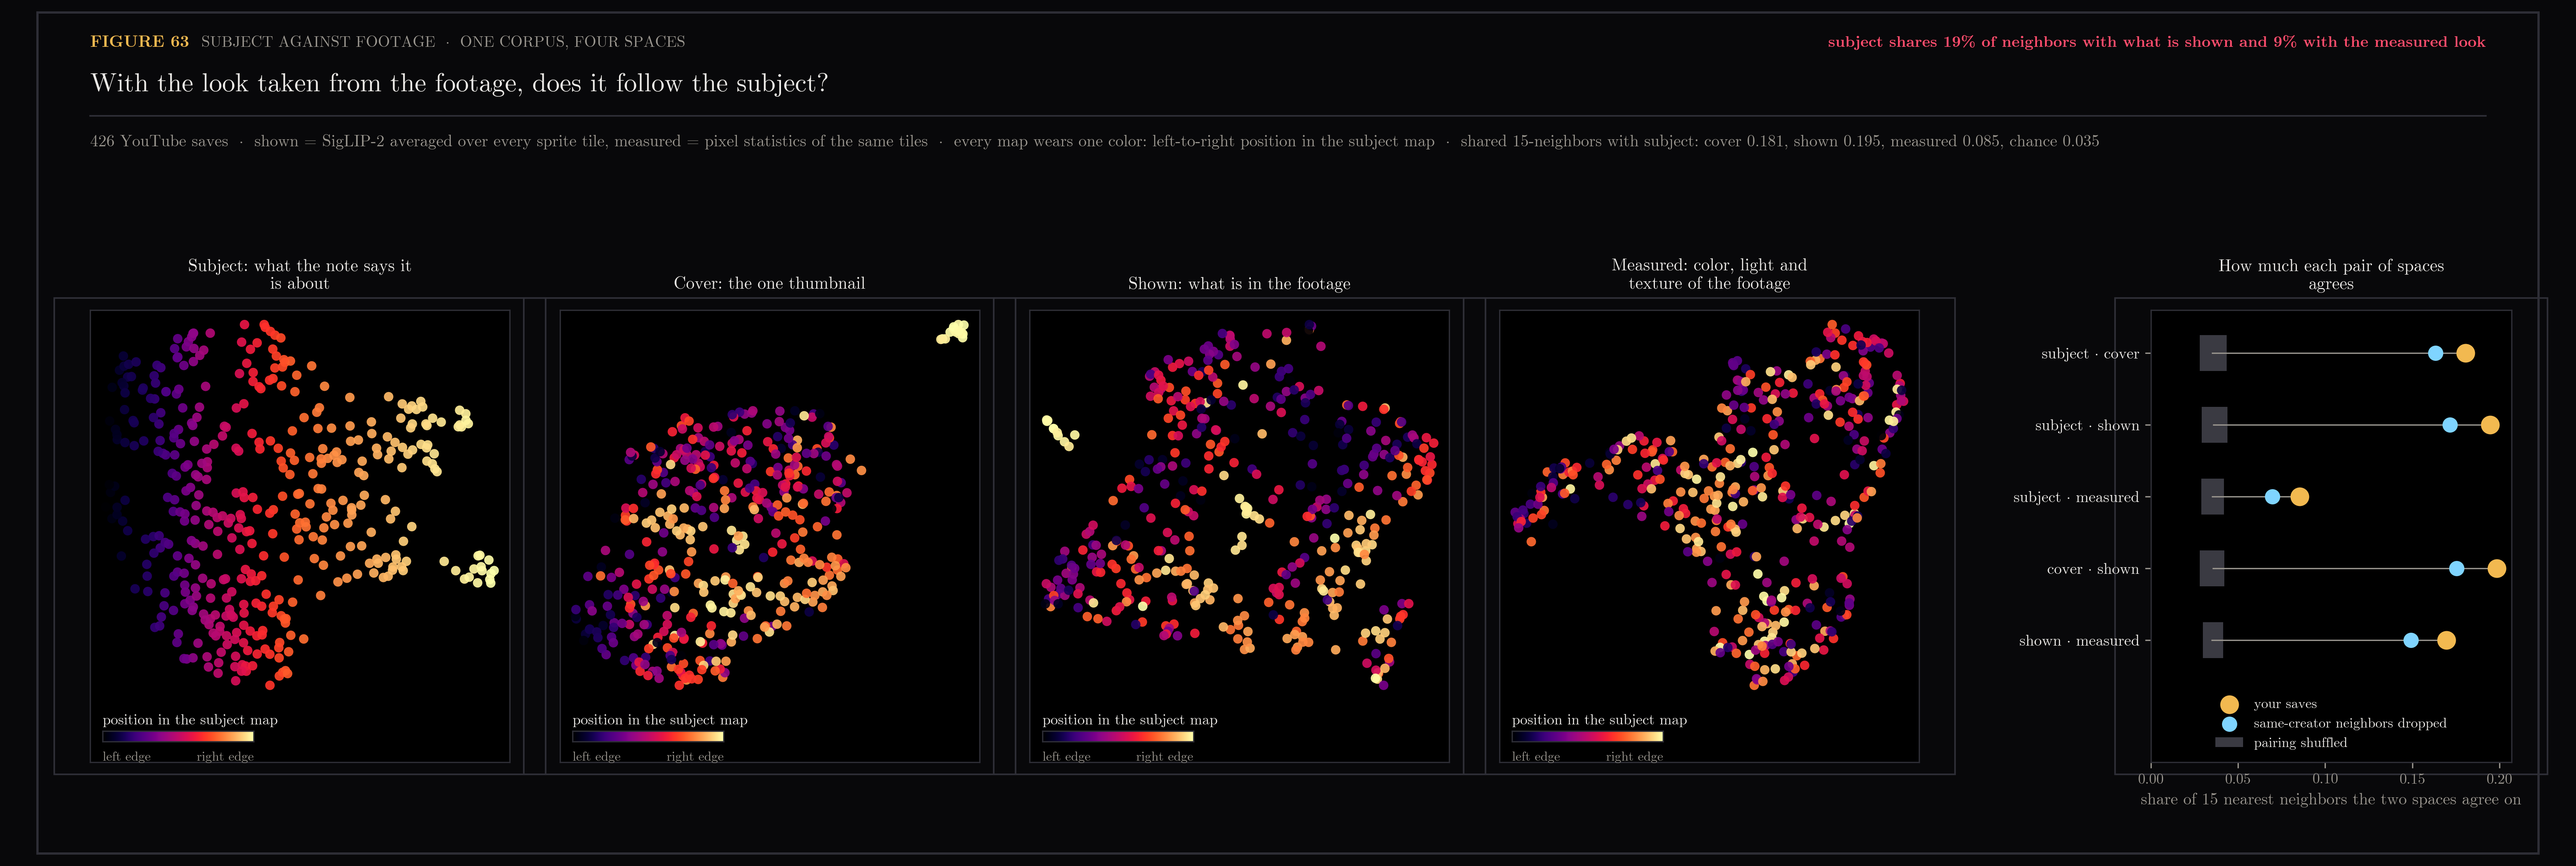 FIGURE 63 SUBJECT AGAINST FOOTAGE · ONE CORPUS, FOUR SPACES
subject shares 19% of neighbors with what is shown and 9% with the measured look
With the look taken from the footage, does it follow the subject?
426 YouTube saves · shown = SigLIP-2 averaged over every sprite tile, measured = pixel statistics of the same tiles · every map wears one color: left-to-right position in the subject map · shared 15-neighbors with subject: cover 0.181, shown 0.195, measured 0.085, chance 0.035
Subject: what the note says it
is about
position in the subject map
left edge right edge
Cover: the one thumbnail
position in the subject map
left edge right edge
Shown: what is in the footage
position in the subject map
left edge right edge
Measured: color, light and
texture of the footage
position in the subject map
left edge right edge
How much each pair of spaces
agrees
subject · cover
subject · shown
subject · measured
cover · shown
shown · measured
your saves
same-creator neighbors dropped
pairing shuffled
0.00 0.05 0.10 0.15 0.20
share of 15 nearest neighbors the two spaces agree on